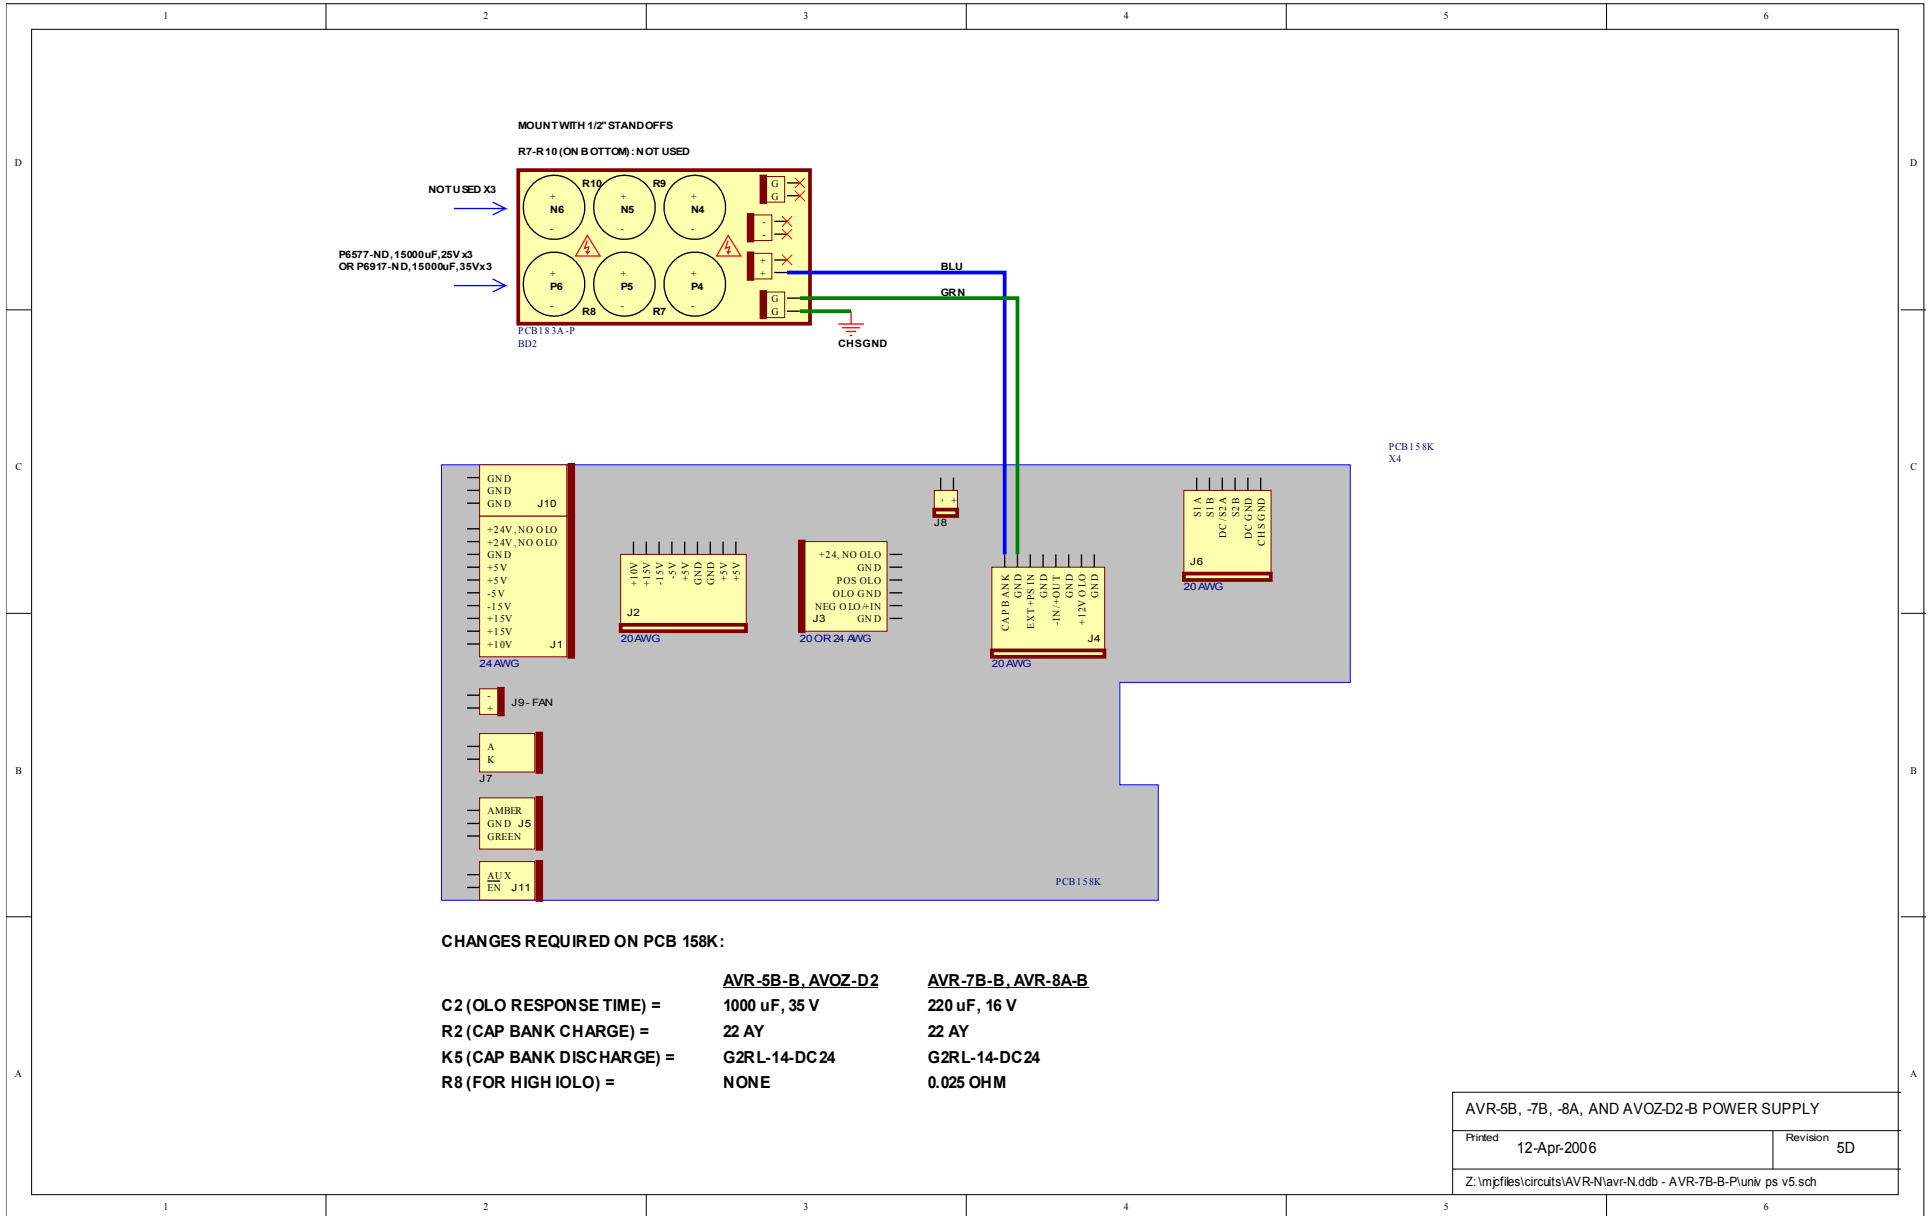 1 2 3 4 5 6
D D
C C
B B
A A
MOUNT WITH 1/2" STANDOFFS
R7-R10 (ON BOTTOM): NOT USED
NOT USED X3
P6577-ND, 15000uF, 25V x3
OR P6917-ND, 15000uF, 35V x3
R10 R9
+ + +
N6 N5 N4
- - -
+ + +
P6 P5 P4
- - -
R8 R7
G
G
-
-
+
+
G
G
PCB183A-P
BD2
BLU
GRN
CHSGND
PCB158K
X4
GND
GND
GND J10
+24V, NO OLO
+24V, NO OLO
GND
+5V
+5V
-5V
-15V
+15V
+15V
+10V J1
24 AWG
+10V
+15V
-15V
-5V
+5V
GND
GND
+5V
+5V
J2
20 AWG
+24, NO OLO
GND
POS OLO
OLO GND
NEG OLO/+IN
J3 GND
20 OR 24 AWG
- +
J8
CAP BANK
GND
EXT +PS IN
GND
-IN/+OUT
GND
+12V OLO
GND
J4
20 AWG
S1A
S1B
DC/S2A
S2B
DC GND
CHS GND
J6
20 AWG
-
+
J9 - FAN
A
K
J7
AMBER
GND J5
GREEN
AUX
EN J11
PCB158K
CHANGES REQUIRED ON PCB 158K:
AVR-5B-B, AVOZ-D2 AVR-7B-B, AVR-8A-B
C2 (OLO RESPONSE TIME) = 1000 uF, 35 V 220 uF, 16 V
R2 (CAP BANK CHARGE) = 22 AY 22 AY
K5 (CAP BANK DISCHARGE) = G2RL-14-DC24 G2RL-14-DC24
R8 (FOR HIGH IOLO) = NONE 0.025 OHM
AVR-5B, -7B, -8A, AND AVOZ-D2-B POWER SUPPLY
Printed 12-Apr-2006 Revision 5D
Z:\mjcfiles\circuits\AVR-N\avr-N.ddb - AVR-7B-B-P\univ ps v5.sch
1 2 3 4 5 6